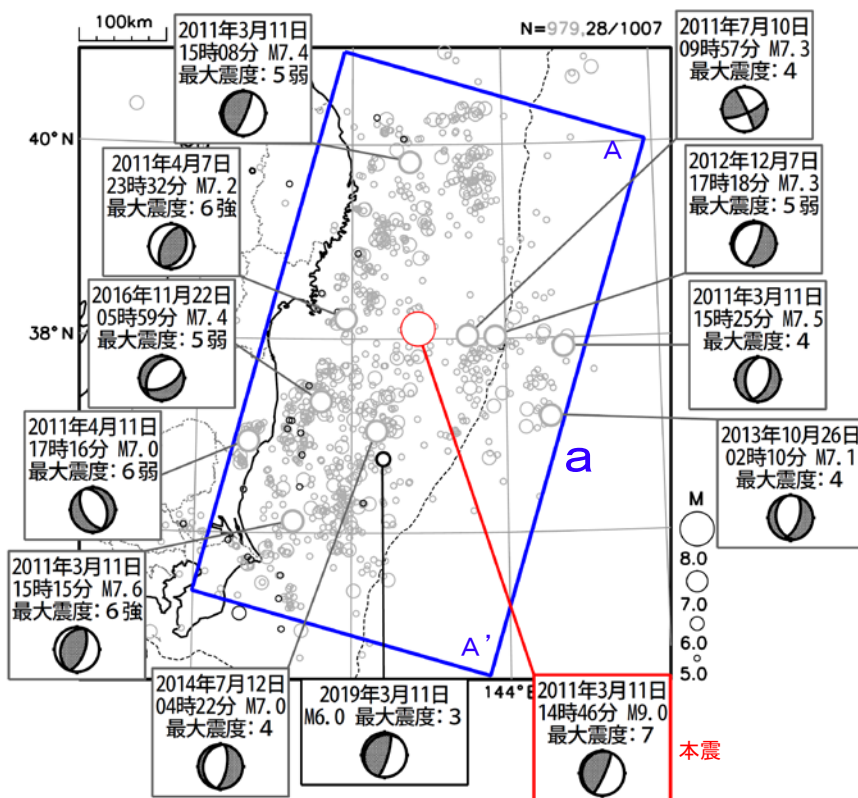 100km
N=979,28/1007
2011年3月11日
15時08分 M7.4
最大震度：5弱
2011年7月10日
09時57分 M7.3
最大震度：4
40°N
A
2011年4月7日
23時32分 M7.2
最大震度：6強
2012年12月7日
17時18分 M7.3
最大震度：5弱
2016年11月22日
05時59分 M7.4
最大震度：5弱
38°N
2011年3月11日
15時25分 M7.5
最大震度：4
2011年4月11日
17時16分 M7.0
最大震度：6弱
a
2013年10月26日
02時10分 M7.1
最大震度：4
M
8.0
7.0
6.0
5.0
2011年3月11日
15時15分 M7.6
最大震度：6強
A'
2014年7月12日
04時22分 M7.0
最大震度：4
2019年3月11日
M6.0 最大震度：3
144°E
2011年3月11日
14時46分 M9.0
最大震度：7
本震